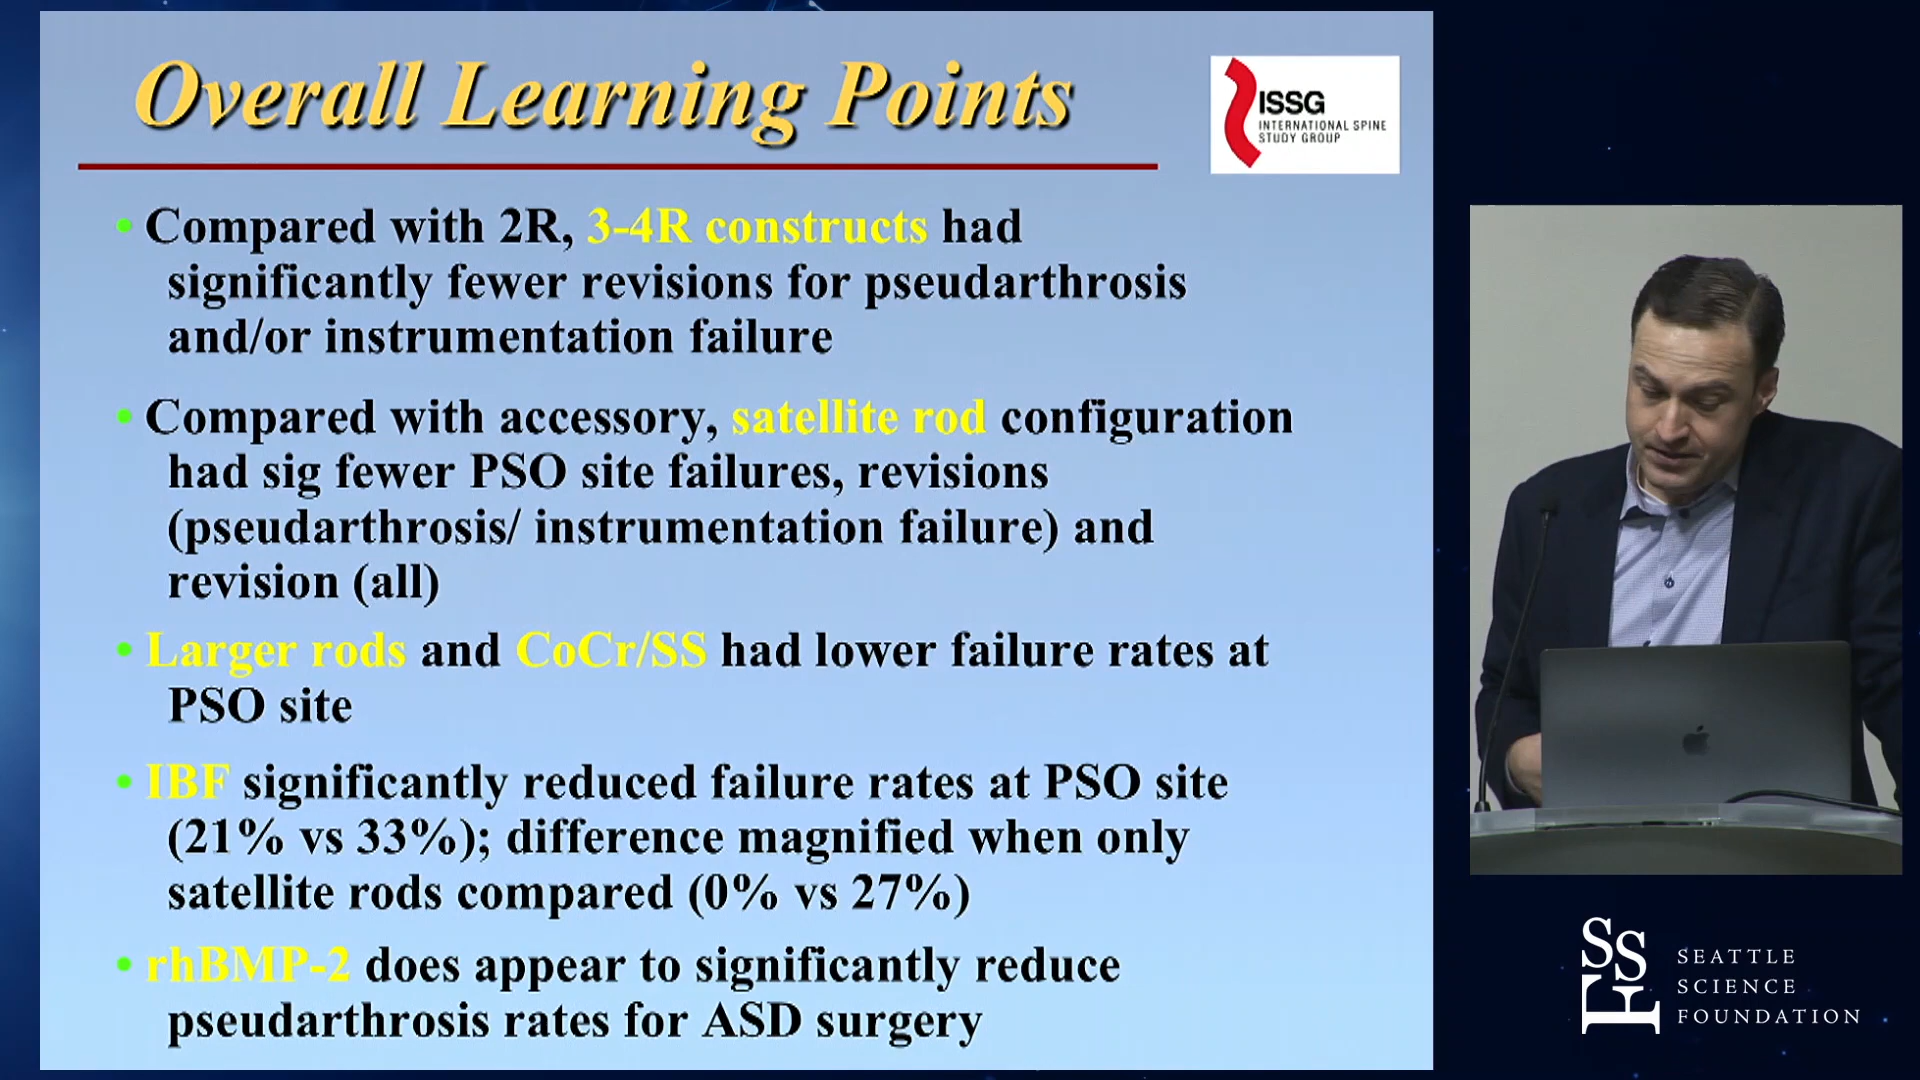 Overall Learning Points
ISSG
INTERNATIONAL SPINE
STUDY GROUP
• Compared with 2R, 3-4R constructs had
significantly fewer revisions for pseudarthrosis
and/or instrumentation failure
• Compared with accessory, satellite rod configuration
had sig fewer PSO site failures, revisions
(pseudarthrosis/ instrumentation failure) and
revision (all)
• Larger rods and CoCr/SS had lower failure rates at
PSO site
• IBF significantly reduced failure rates at PSO site
(21% vs 33%); difference magnified when only
satellite rods compared (0% vs 27%)
• rhBMP-2 does appear to significantly reduce
pseudarthrosis rates for ASD surgery
SSF
SEATTLE
SCIENCE
FOUNDATION